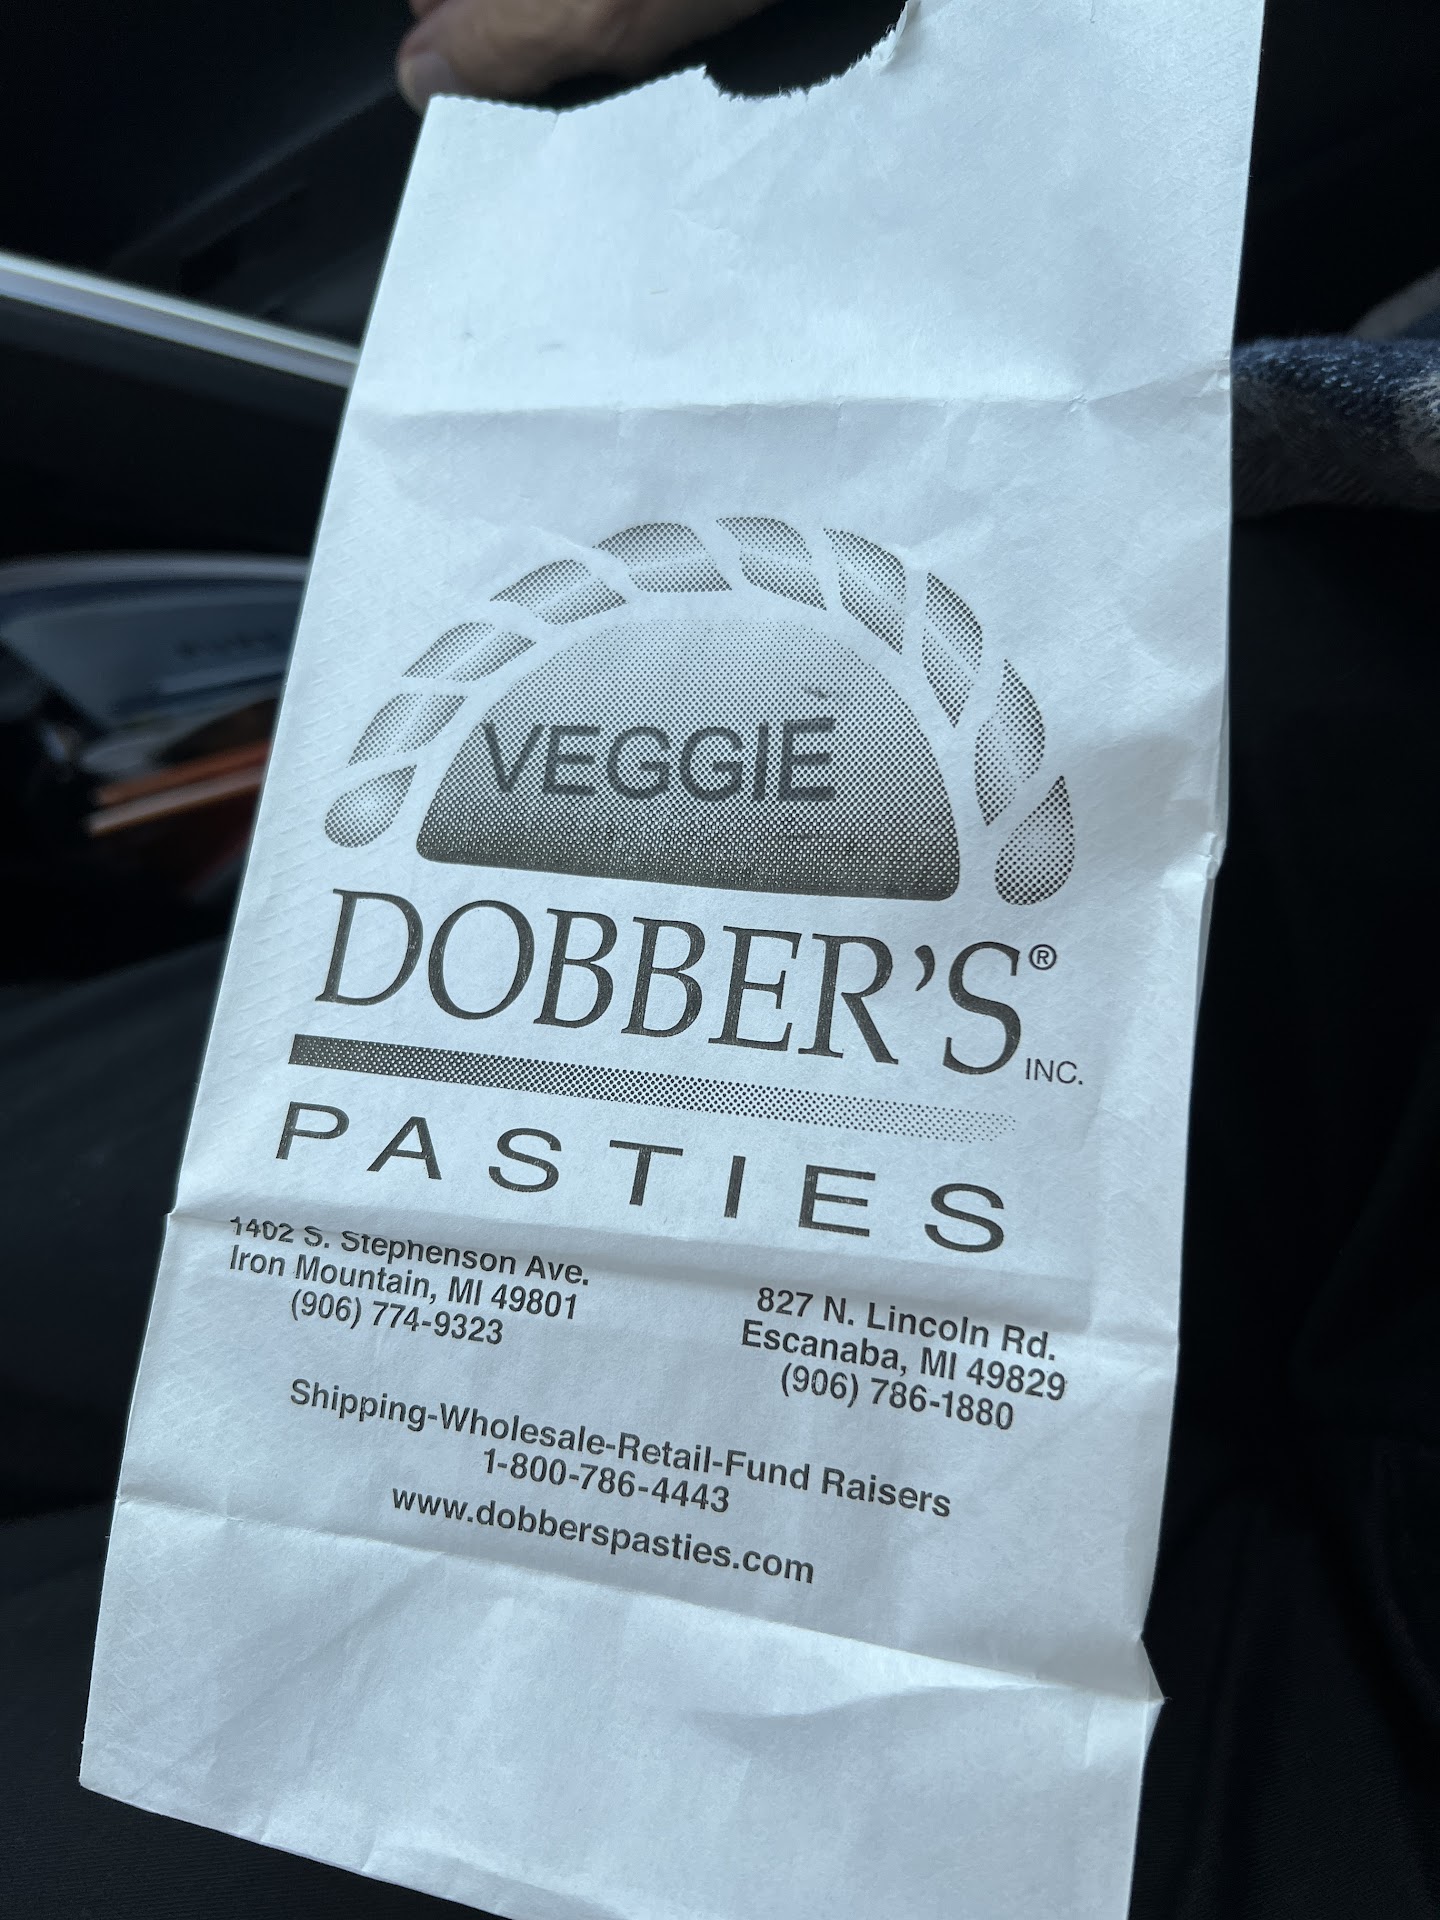 VEGGIE
DOBBER'S® INC.
PASTIES
1402 S. Stephenson Ave.
Iron Mountain, MI 49801
(906) 774-9323
827 N. Lincoln Rd.
Escanaba, MI 49829
(906) 786-1880
Shipping-Wholesale-Retail-Fund Raisers
1-800-786-4443
www.dobberspasties.com